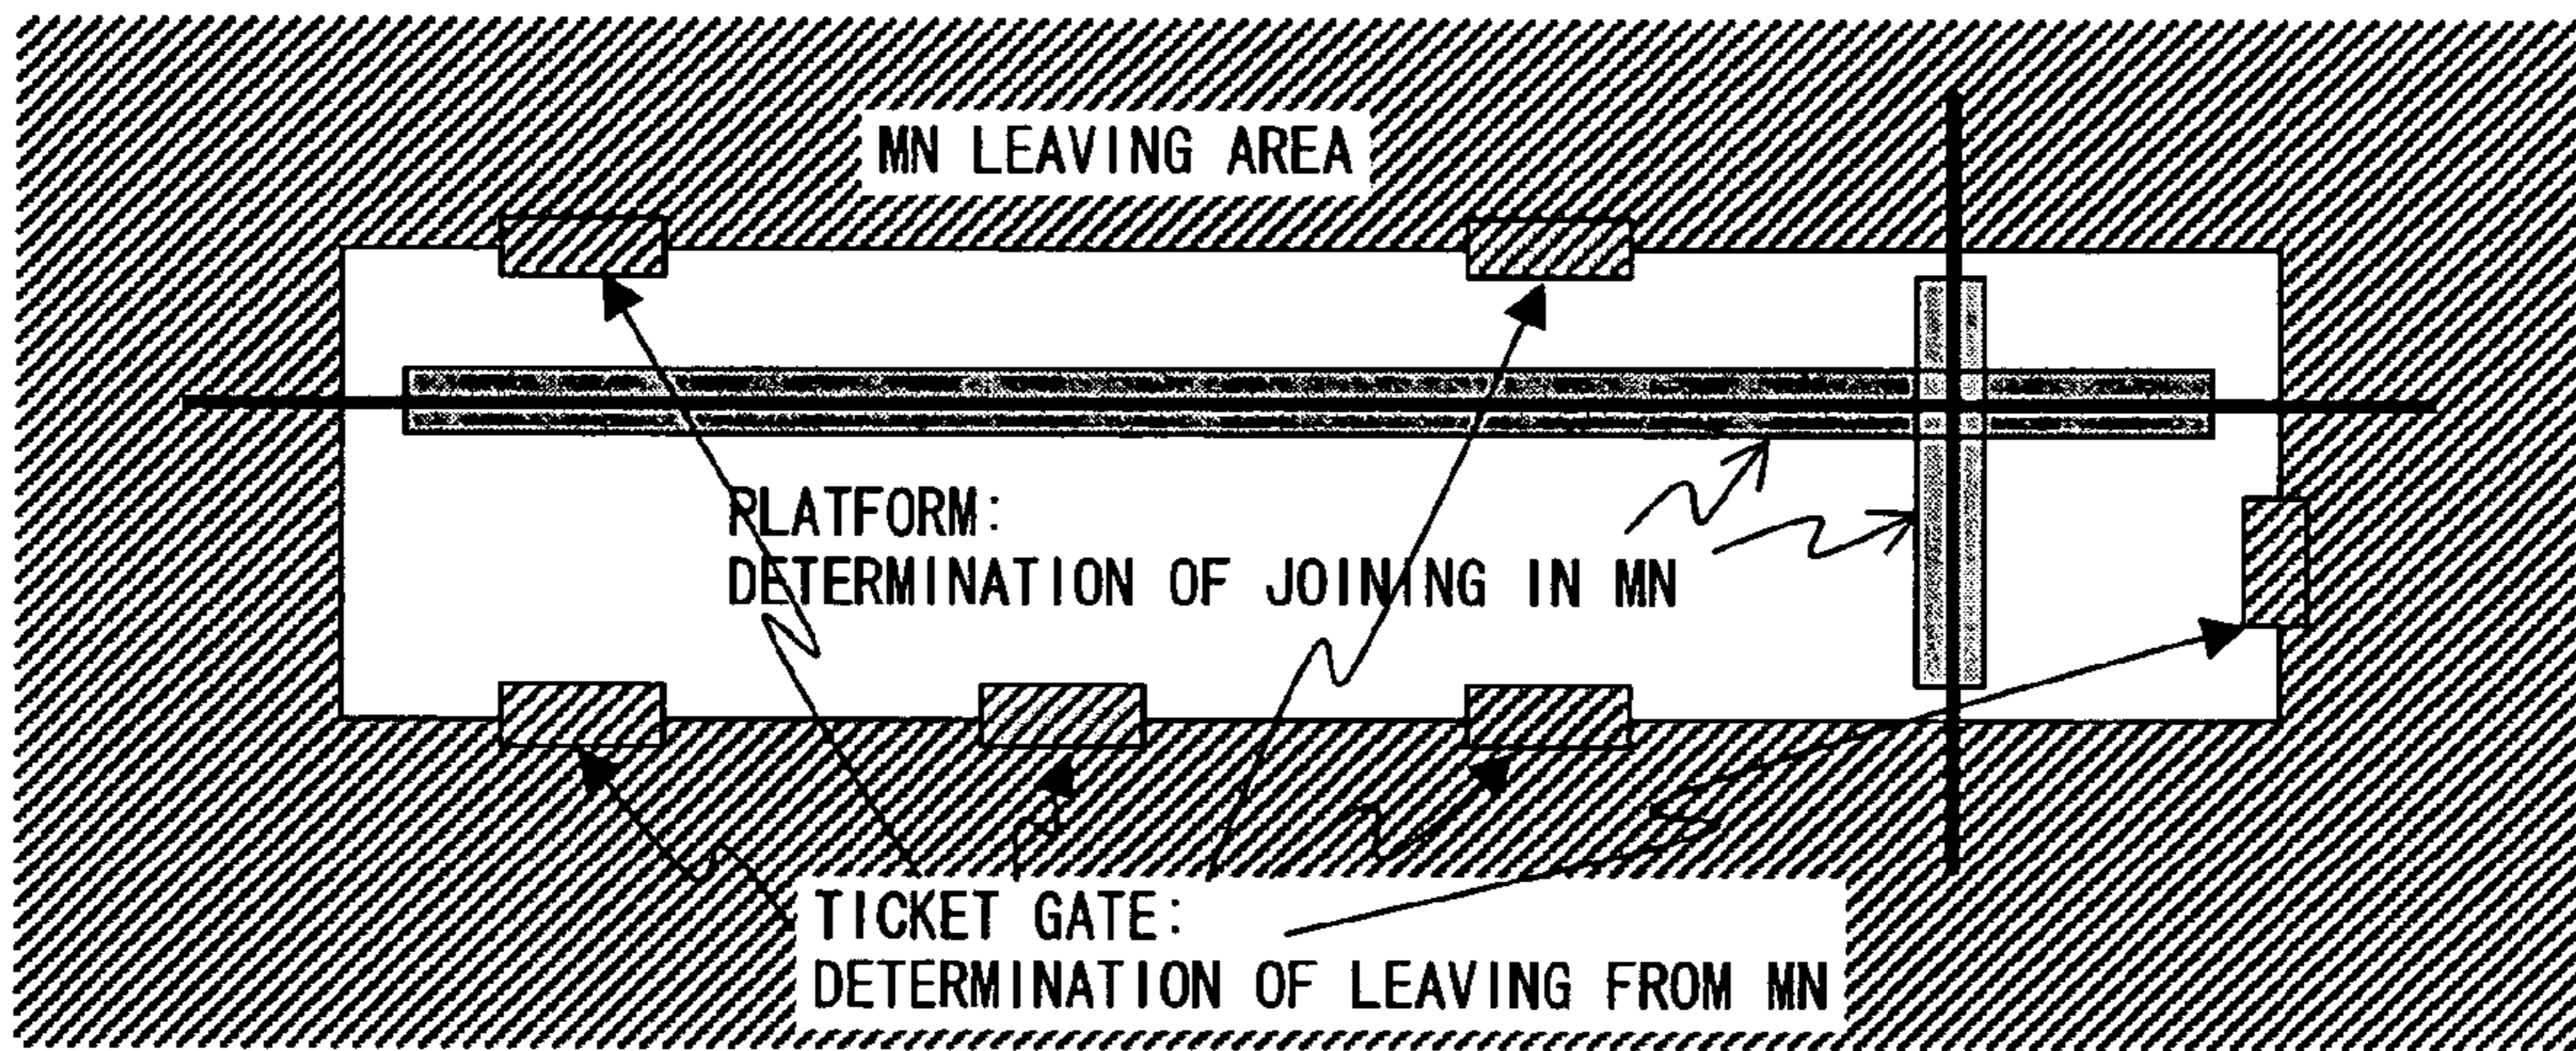 MN LEAVING AREA
PLATFORM:
DETERMINATION OF JOINING IN MN
TICKET GATE:
DETERMINATION OF LEAVING FROM MN